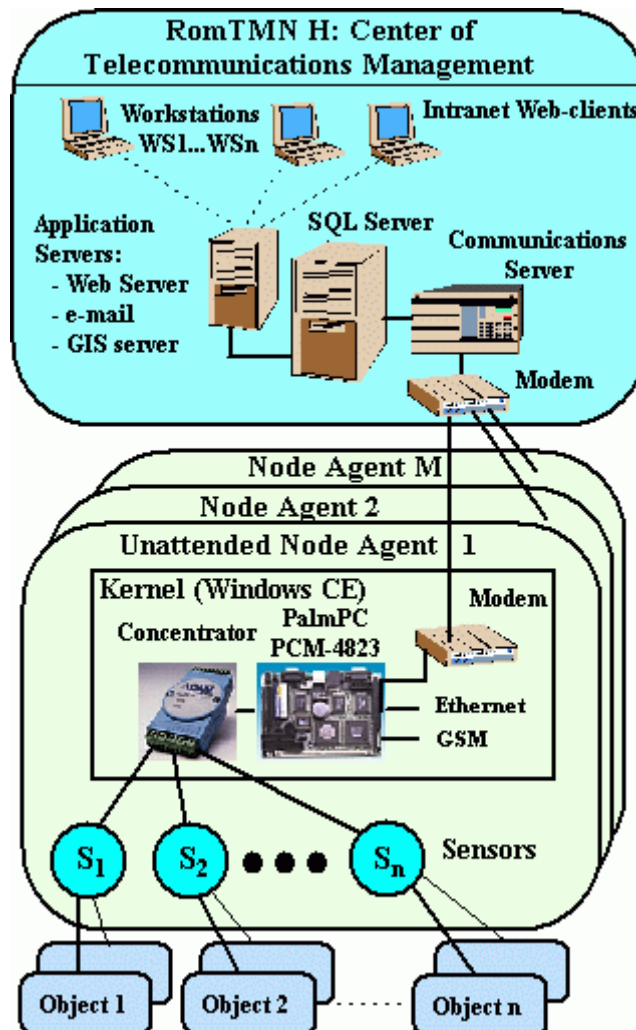 RomTMN H: Center of
Telecommunications Management
Workstations
WS1...WSn
Intranet Web-clients
Application
Servers:
- Web Server
- e-mail
- GIS server
SQL Server
Communications
Server
Modem
Node Agent M
Node Agent 2
Unattended Node Agent 1
Kernel (Windows CE)
Concentrator
PalmPC
PCM-4823
Modem
Ethernet
GSM
S1
S2
Sn
Sensors
Object 1
Object 2
Object n